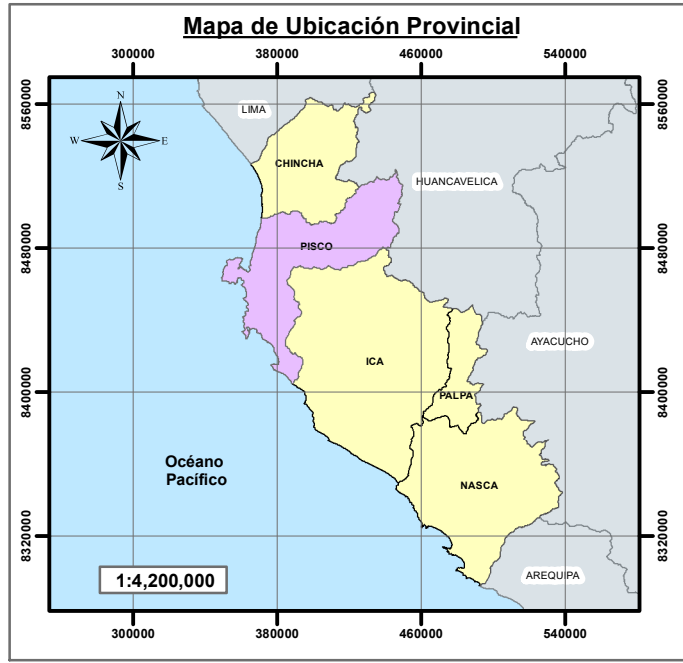 Mapa de Ubicación Provincial
300000 380000 460000 540000
8560000 8560000
N
W E
S
LIMA
CHINCHA
HUANCAVELICA
8480000 8480000
PISCO
AYACUCHO
ICA
8400000 8400000
PALPA
Océano
Pacífico
NASCA
8320000 8320000
1:4,200,000
AREQUIPA
300000 380000 460000 540000